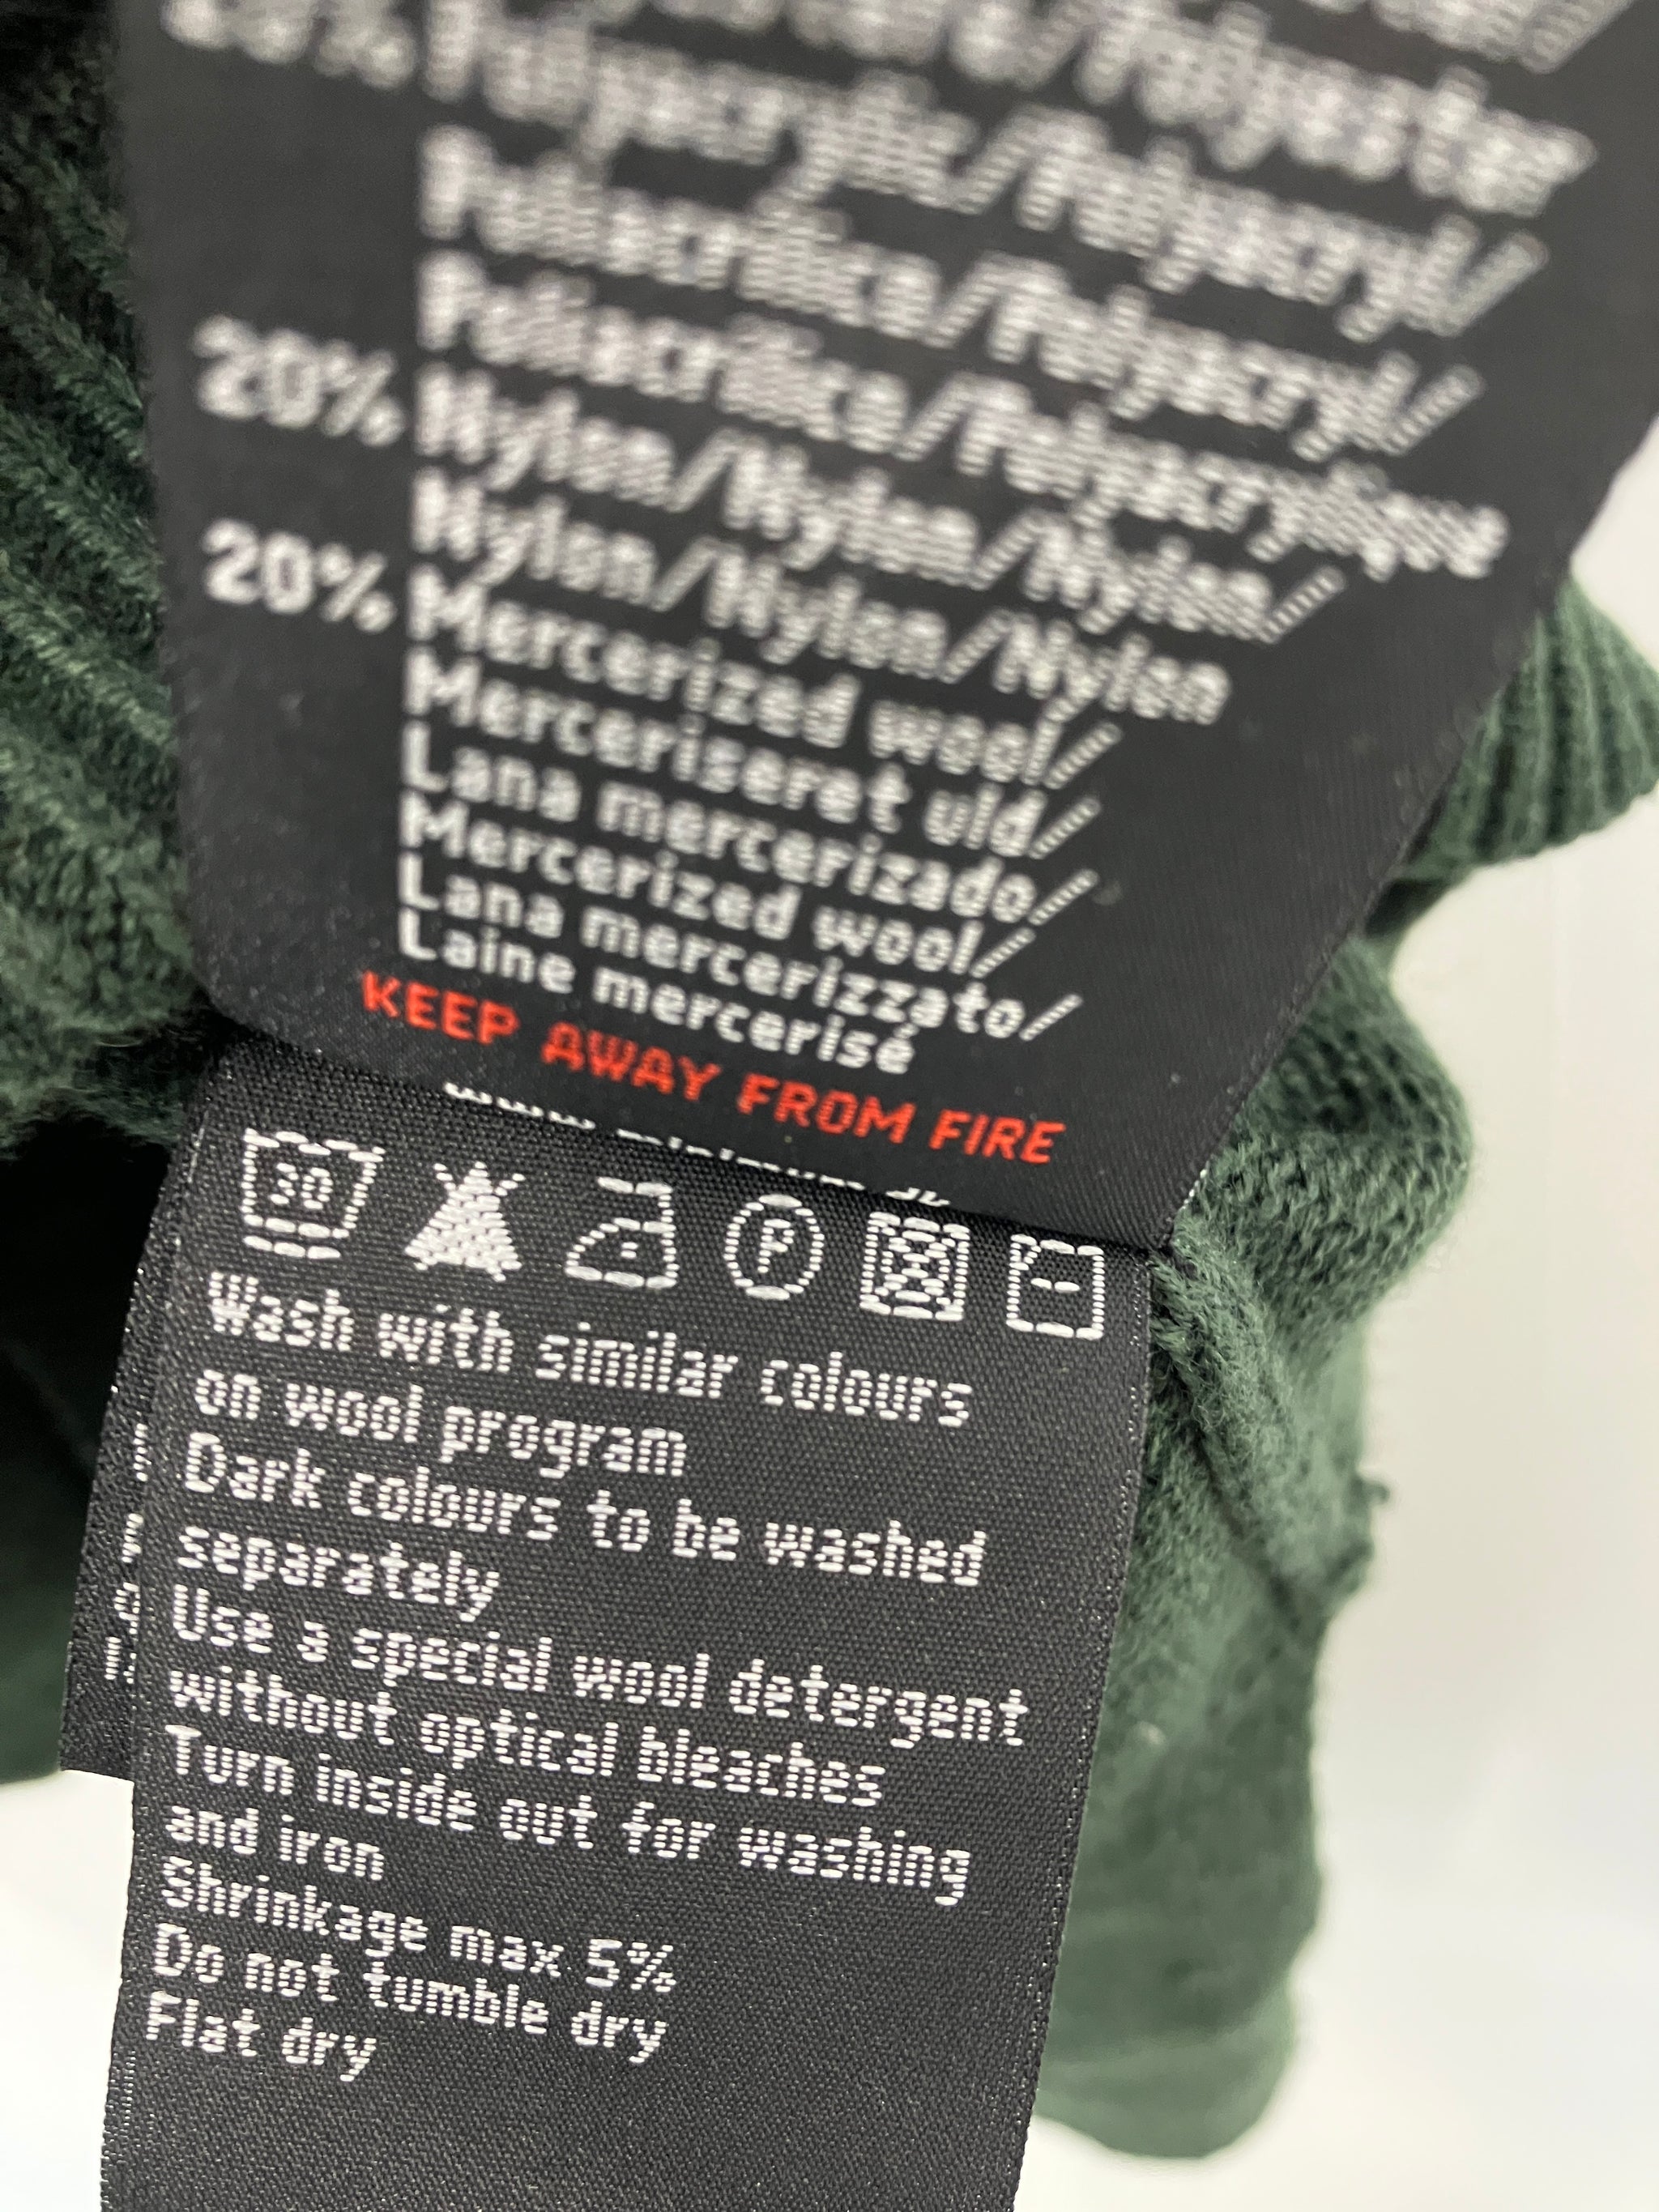 Polyester
Polyacrylic/Polyacryl/
Poliacrílico/Polyacryl/
Poliacrilico/Polyacrylique
20% Nylon/Nylon/Nylon/
Nylon/Nylon/Nylon
20% Mercerized wool/
Merceriseret uld/
Lana mercerizado/
Mercerized wool/
Lana mercerizzato/
Laine mercerisé
KEEP AWAY FROM FIRE
30 P
Wash with similar colours
on wool program
Dark colours to be washed
separately
Use a special wool detergent
without optical bleaches
Turn inside out for washing
and iron
Shrinkage max 5%
Do not tumble dry
Flat dry